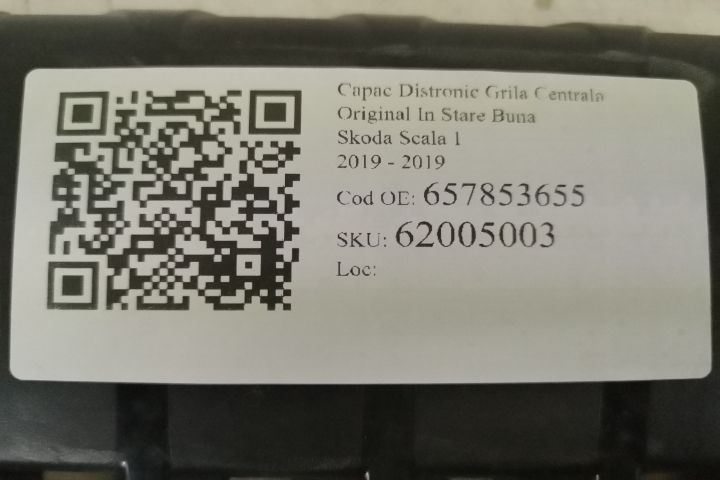 Capac Distronic Grila Centrala
Original In Stare Buna
Skoda Scala 1
2019 - 2019
Cod OE: 657853655
SKU: 62005003
Loc: